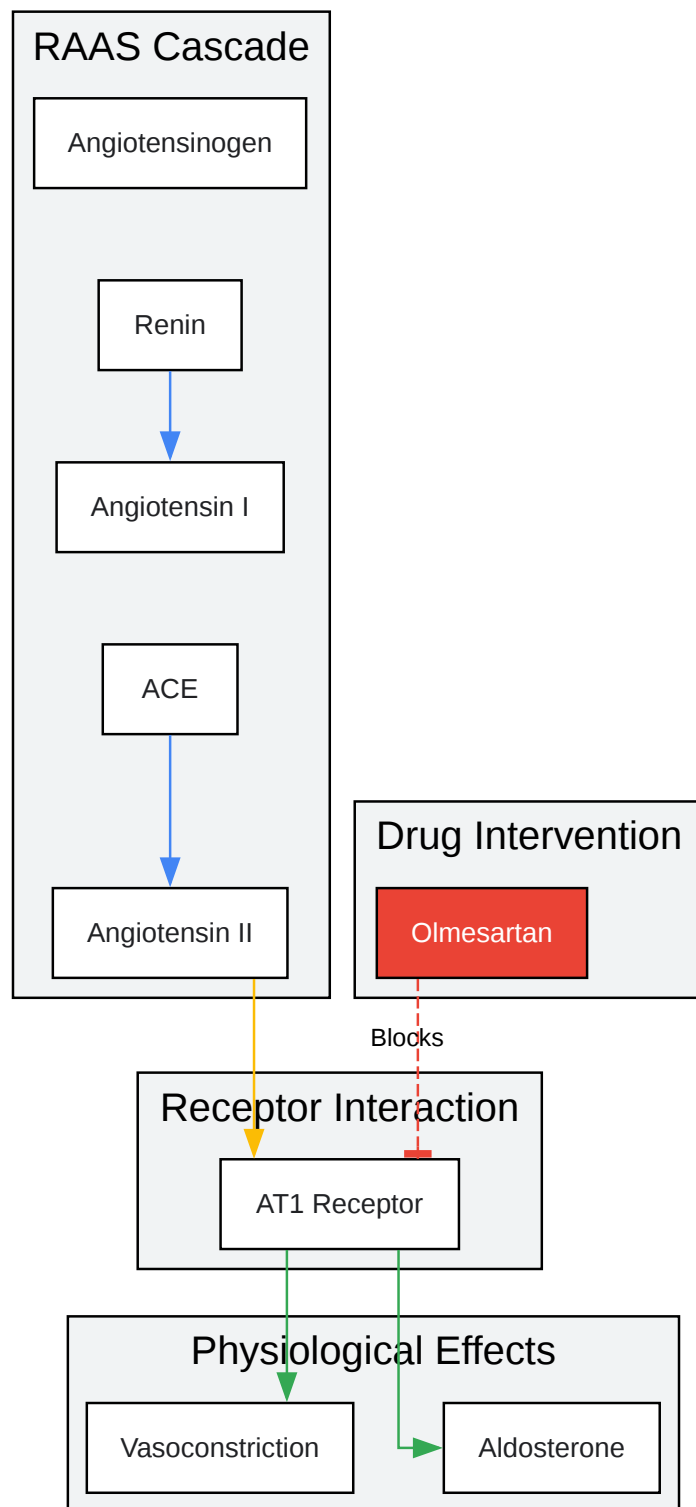 RAAS Cascade
Angiotensinogen
Renin
Angiotensin I
ACE
Angiotensin II
Drug Intervention
Olmesartan
Blocks
Receptor Interaction
AT1 Receptor
Physiological Effects
Vasoconstriction
Aldosterone